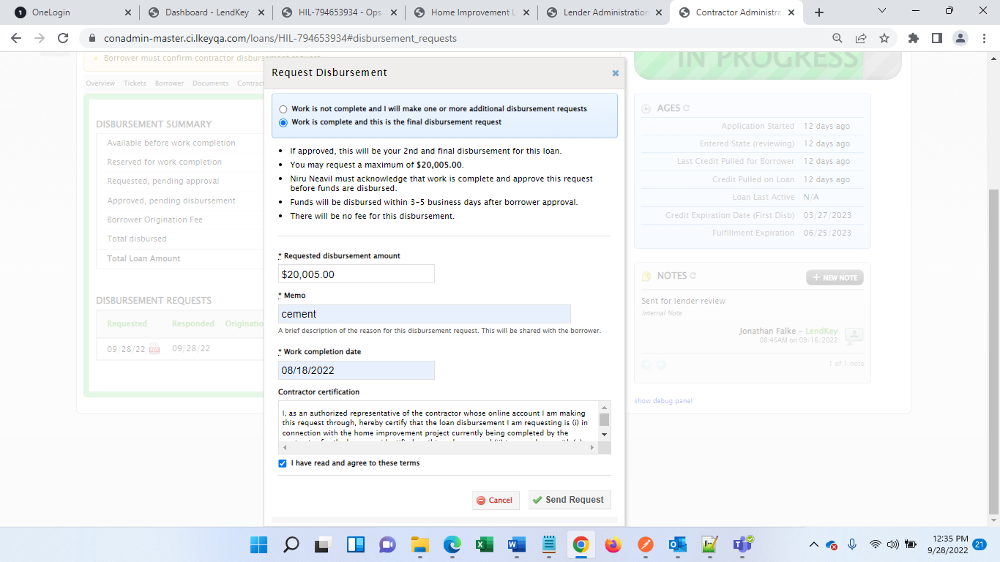 OneLogin
Dashboard - LendKey
HIL-794653934 - Ops
Home Improvement L
Lender Administration
Contractor Administra
conadmin-master.ci.lkeyqa.com/loans/HIL-794653934#disbursement_requests
Borrower must confirm contractor disbursement request
IN PROGRESS
Request Disbursement
Overview Tickets Borrower Documents Contrac
Work is not complete and I will make one or more additional disbursement requests
Work is complete and this is the final disbursement request
DISBURSEMENT SUMMARY
Available before work completion
Reserved for work completion
Requested, pending approval
Approved, pending disbursement
Borrower Origination Fee
Total disbursed
Total Loan Amount
DISBURSEMENT REQUESTS
Requested Responded Originatio
09/28/22 09/28/22
• If approved, this will be your 2nd and final disbursement for this loan.
• You may request a maximum of $20,005.00.
• Niru Neavil must acknowledge that work is complete and approve this request
before funds are disbursed.
• Funds will be disbursed within 3-5 business days after borrower approval.
• There will be no fee for this disbursement.
* Requested disbursement amount
$20,005.00
* Memo
cement
A brief description of the reason for this disbursement request. This will be shared with the borrower.
* Work completion date
08/18/2022
Contractor certification
I, as an authorized representative of the contractor whose online account I am making
this request through, hereby certify that the loan disbursement I am requesting is (i) in
connection with the home improvement project currently being completed by the
I have read and agree to these terms
Cancel
Send Request
AGES
Application Started 12 days ago
Entered State (reviewing) 12 days ago
Last Credit Pulled for Borrower 12 days ago
Credit Pulled on Loan 12 days ago
Loan Last Active N/A
Credit Expiration Date (First Disb) 03/27/2023
Fulfillment Expiration 06/25/2023
NOTES
+ NEW NOTE
Sent for lender review
Internal Note
Jonathan Falke - LendKey
08:45AM on 09/16/2022
1 of 1 note
show debug panel
12:35 PM
9/28/2022
21